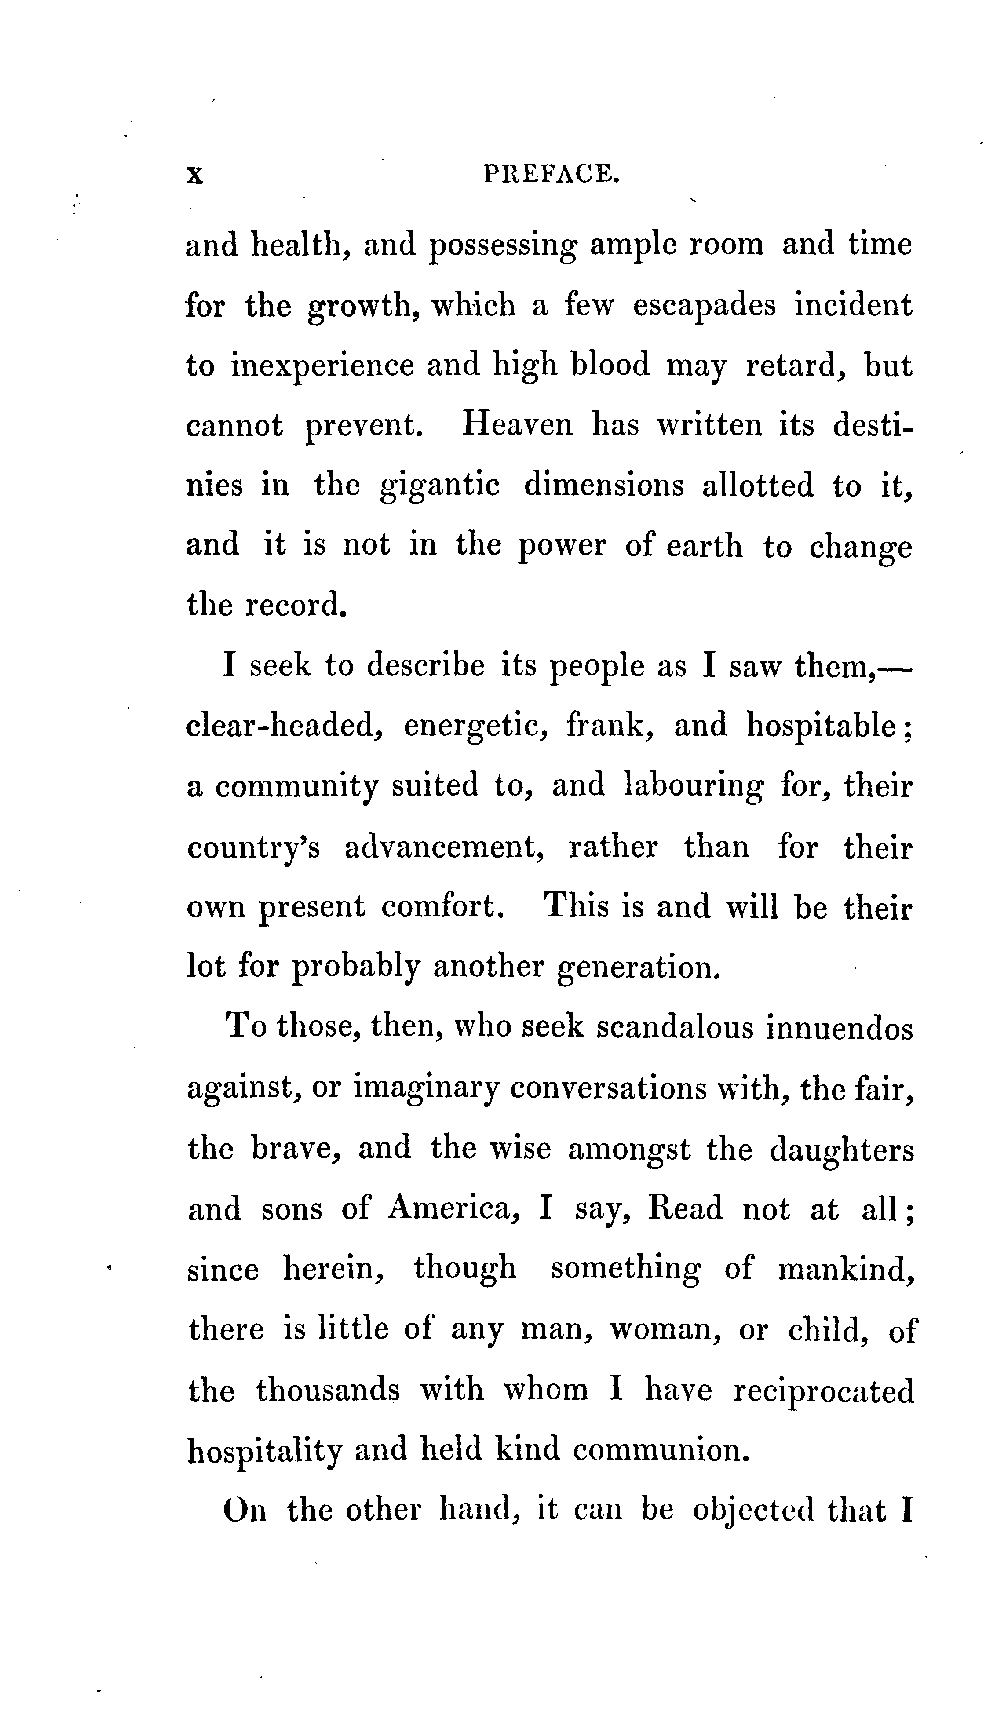 x PREFACE.
and health, and possessing ample room and time
for the growth, which a few escapades incident
to inexperience and high blood may retard, but
cannot prevent. Heaven has written its desti-
nies in the gigantic dimensions allotted to it,
and it is not in the power of earth to change
the record.
I seek to describe its people as I saw them,—
clear-headed, energetic, frank, and hospitable;
a community suited to, and labouring for, their
country's advancement, rather than for their
own present comfort. This is and will be their
lot for probably another generation.
To those, then, who seek scandalous innuendos
against, or imaginary conversations with, the fair,
the brave, and the wise amongst the daughters
and sons of America, I say, Read not at all;
since herein, though something of mankind,
there is little of any man, woman, or child, of
the thousands with whom I have reciprocated
hospitality and held kind communion.
On the other hand, it can be objected that I